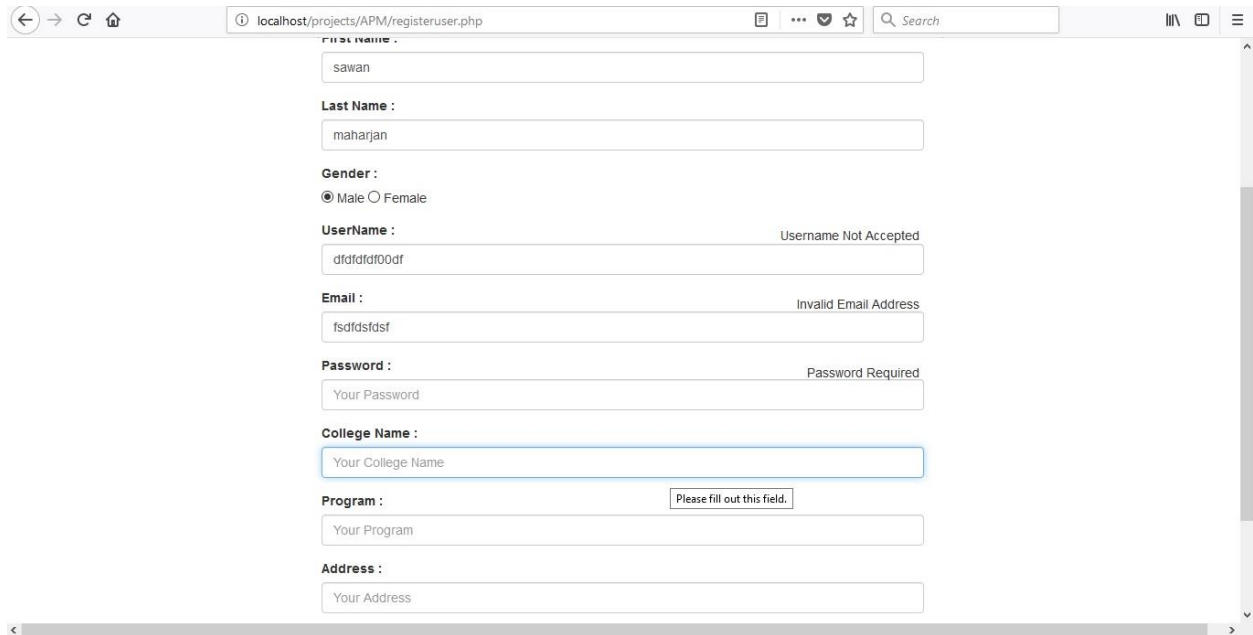 localhost/projects/APM/registeruser.php
Search
First Name :
sawan
Last Name :
maharjan
Gender :
Male Female
UserName :
Username Not Accepted
dfdfdfdf00df
Email :
Invalid Email Address
fsdfdsfdsf
Password :
Password Required
Your Password
College Name :
Your College Name
Please fill out this field.
Program :
Your Program
Address :
Your Address